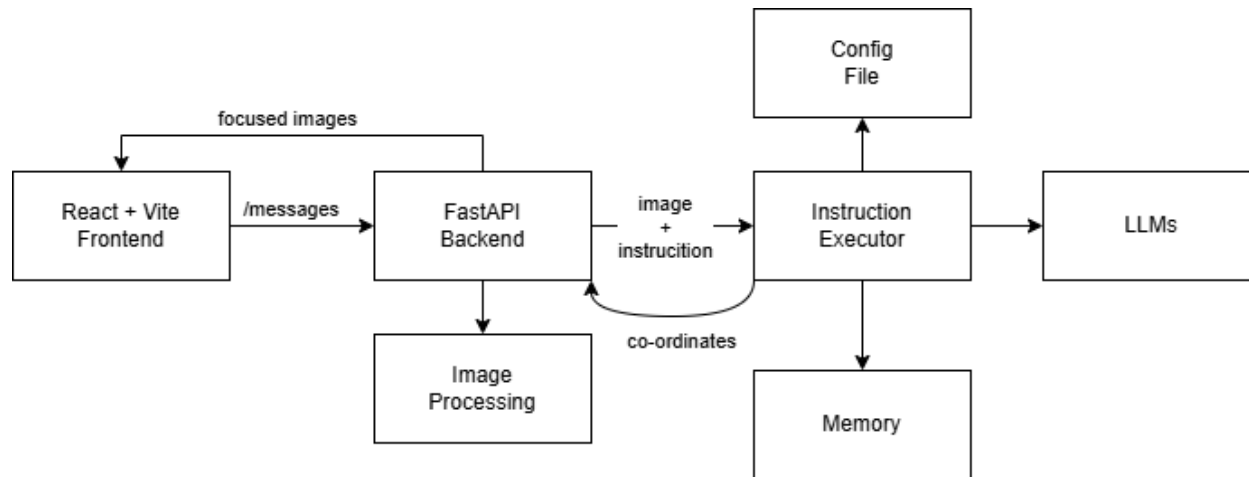 Config
File
focused images
React + Vite
Frontend
/messages
FastAPI
Backend
image
+
instrucition
Instruction
Executor
LLMs
co-ordinates
Image
Processing
Memory